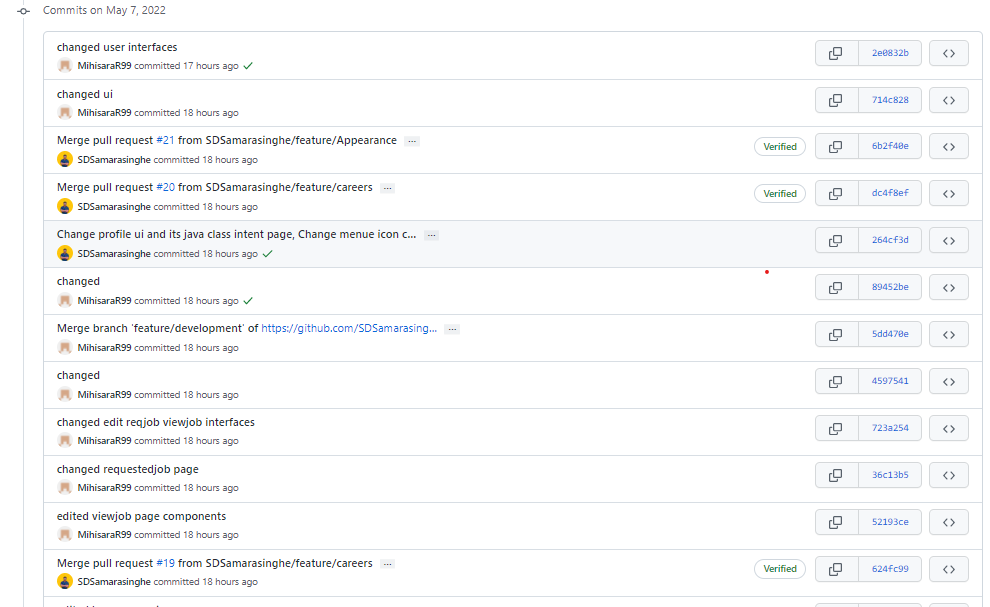 Commits on May 7, 2022
changed user interfaces
MihisaraR99 committed 17 hours ago
2e0832b
changed ui
MihisaraR99 committed 18 hours ago
714c828
Merge pull request #21 from SDSamarasinghe/feature/Appearance ...
SDSamarasinghe committed 18 hours ago
Verified
6b2f40e
Merge pull request #20 from SDSamarasinghe/feature/careers ...
SDSamarasinghe committed 18 hours ago
Verified
dc4f8ef
Change profile ui and its java class intent page, Change menue icon c... ...
SDSamarasinghe committed 18 hours ago
264cf3d
changed
MihisaraR99 committed 18 hours ago
89452be
Merge branch 'feature/development' of https://github.com/SDSamarasing... ...
MihisaraR99 committed 18 hours ago
5dd470e
changed
MihisaraR99 committed 18 hours ago
4597541
changed edit reqjob viewjob interfaces
MihisaraR99 committed 18 hours ago
723a254
changed requestedjob page
MihisaraR99 committed 18 hours ago
36c13b5
edited viewjob page components
MihisaraR99 committed 18 hours ago
52193ce
Merge pull request #19 from SDSamarasinghe/feature/careers ...
SDSamarasinghe committed 18 hours ago
Verified
624fc99